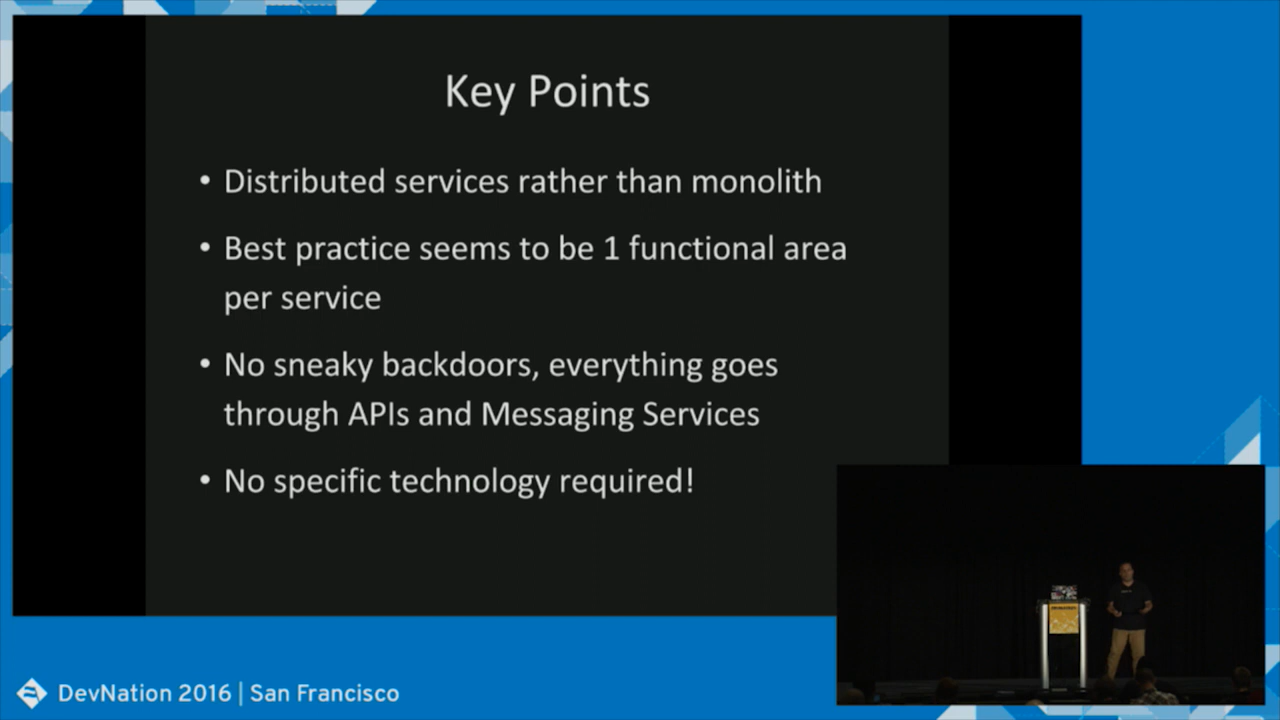 Key Points
• Distributed services rather than monolith
• Best practice seems to be 1 functional area
per service
• No sneaky backdoors, everything goes
through APIs and Messaging Services
• No specific technology required!
DevNation 2016 | San Francisco